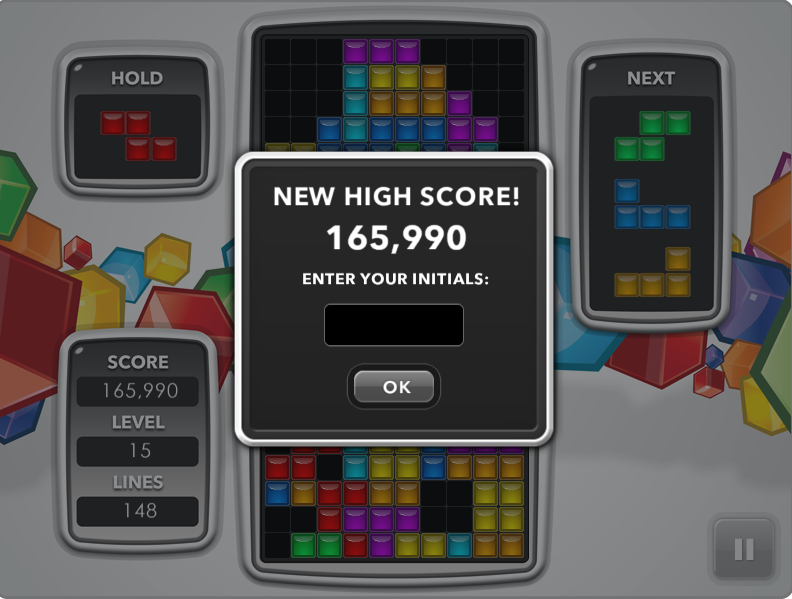 HOLD
NEXT
NEW HIGH SCORE!
165,990
ENTER YOUR INITIALS:
OK
SCORE
165,990
LEVEL
15
LINES
148